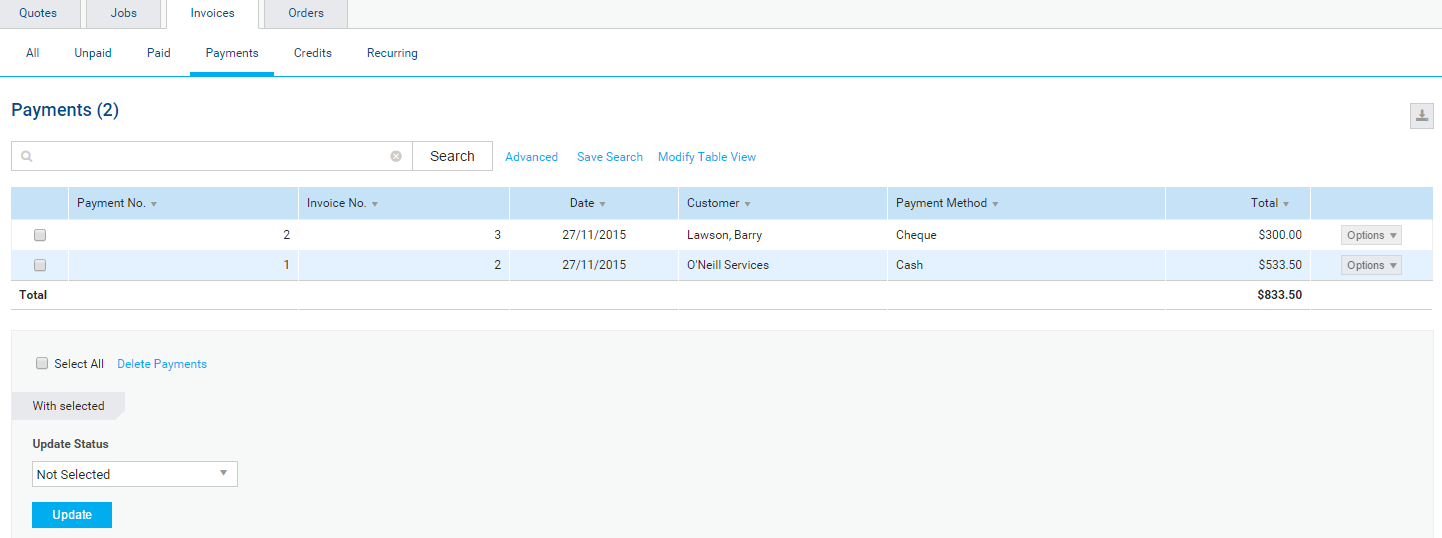 Quotes Jobs Invoices Orders
All Unpaid Paid Payments Credits Recurring
Payments (2)
Search Advanced Save Search Modify Table View
Payment No. Invoice No. Date Customer Payment Method Total
2 3 27/11/2015 Lawson, Barry Cheque $300.00 Options
1 2 27/11/2015 O'Neill Services Cash $533.50 Options
Total $833.50
Select All Delete Payments
With selected
Update Status
Not Selected
Update